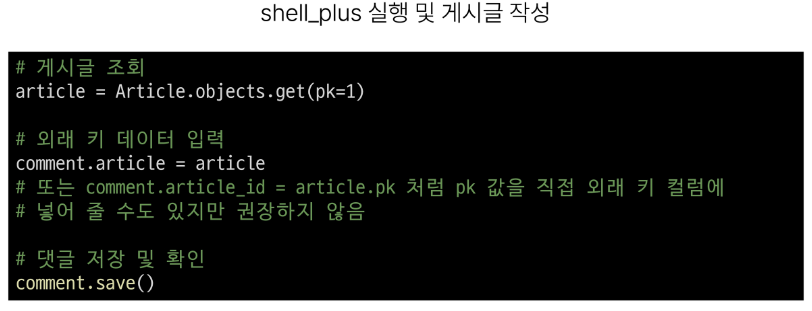 shell_plus 실행 및 게시글 작성
# 게시글 조회
article = Article.objects.get(pk=1)
# 외래 키 데이터 입력
comment.article = article
# 또는 comment.article_id = article.pk 처럼 pk 값을 직접 외래 키 컬럼에
# 넣어 줄 수도 있지만 권장하지 않음
# 댓글 저장 및 확인
comment.save()